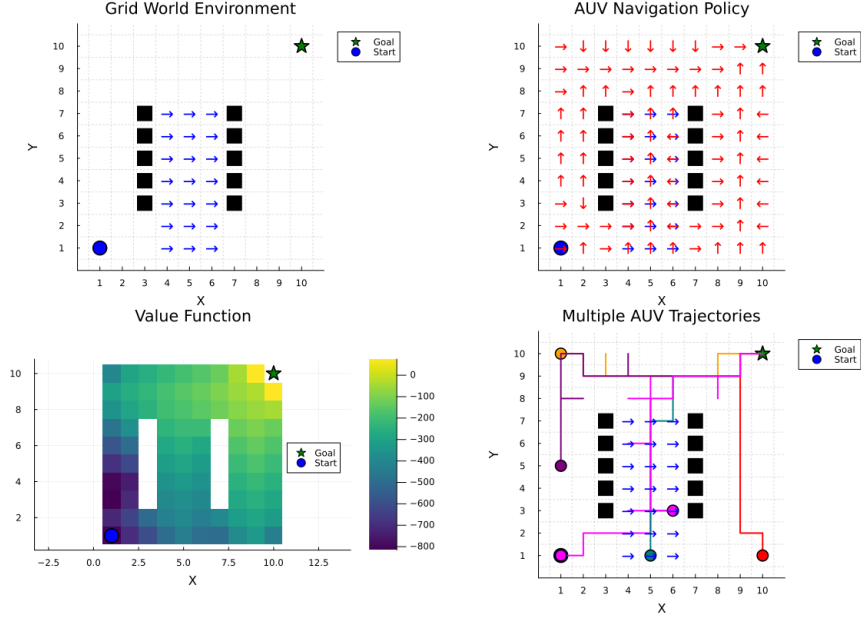 Grid World Environment
10
9
8
7
6
5
4
3
2
1
Y
1 2 3 4 5 6 7 8 9 10
X
Goal
Start
AUV Navigation Policy
10
9
8
7
6
5
4
3
2
1
Y
1 2 3 4 5 6 7 8 9 10
X
Goal
Start
Value Function
10
8
6
4
2
Y
−2.5 0.0 2.5 5.0 7.5 10.0 12.5
X
Goal
Start
0
−100
−200
−300
−400
−500
−600
−700
−800
Multiple AUV Trajectories
10
9
8
7
6
5
4
3
2
1
Y
1 2 3 4 5 6 7 8 9 10
X
Goal
Start